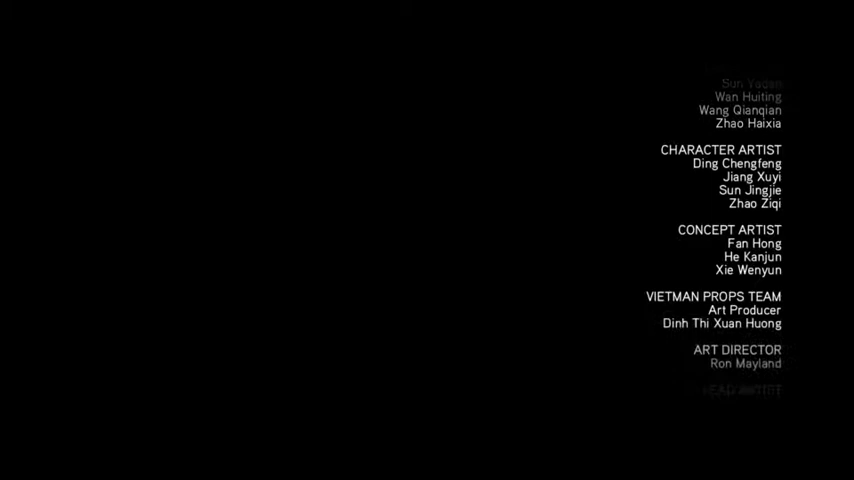 Sun
Wan Huiting
Wang Qianqian
Zhao Haixia
CHARACTER ARTIST
Ding Chengfeng
Jiang Xuyi
Sun Jingjie
Zhao Ziqi
CONCEPT ARTIST
Fan Hong
He Kanjun
Xie Wenyun
VIETMAN PROPS TEAM
Art Producer
Dinh Thi Xuan Huong
ART DIRECTOR
Ron Mayland